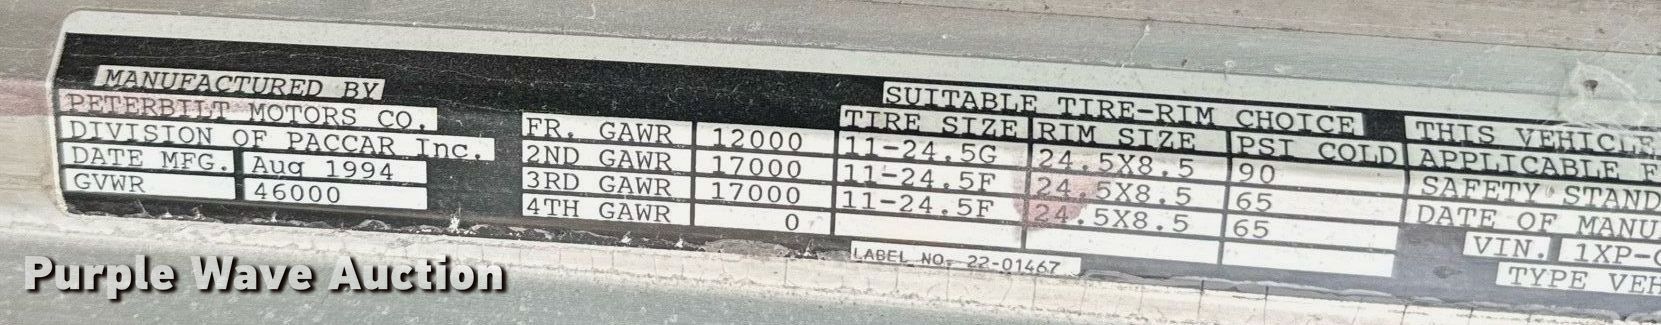 MANUFACTURED BY
PETERBILT MOTORS CO.
DIVISION OF PACCAR Inc.
DATE MFG. Aug 1994
GVWR 46000
SUITABLE TIRE-RIM CHOICE
TIRE SIZE RIM SIZE PSI COLD
FR. GAWR 12000 11-24.5G 24.5X8.5 90
2ND GAWR 17000 11-24.5F 24.5X8.5 65
3RD GAWR 17000 11-24.5F 24.5X8.5 65
4TH GAWR 0
LABEL NO. 22-01467
THIS VEHICLE
APPLICABLE F
SAFETY STAND
DATE OF MANU
VIN. 1XP-
TYPE VEH
Purple Wave Auction